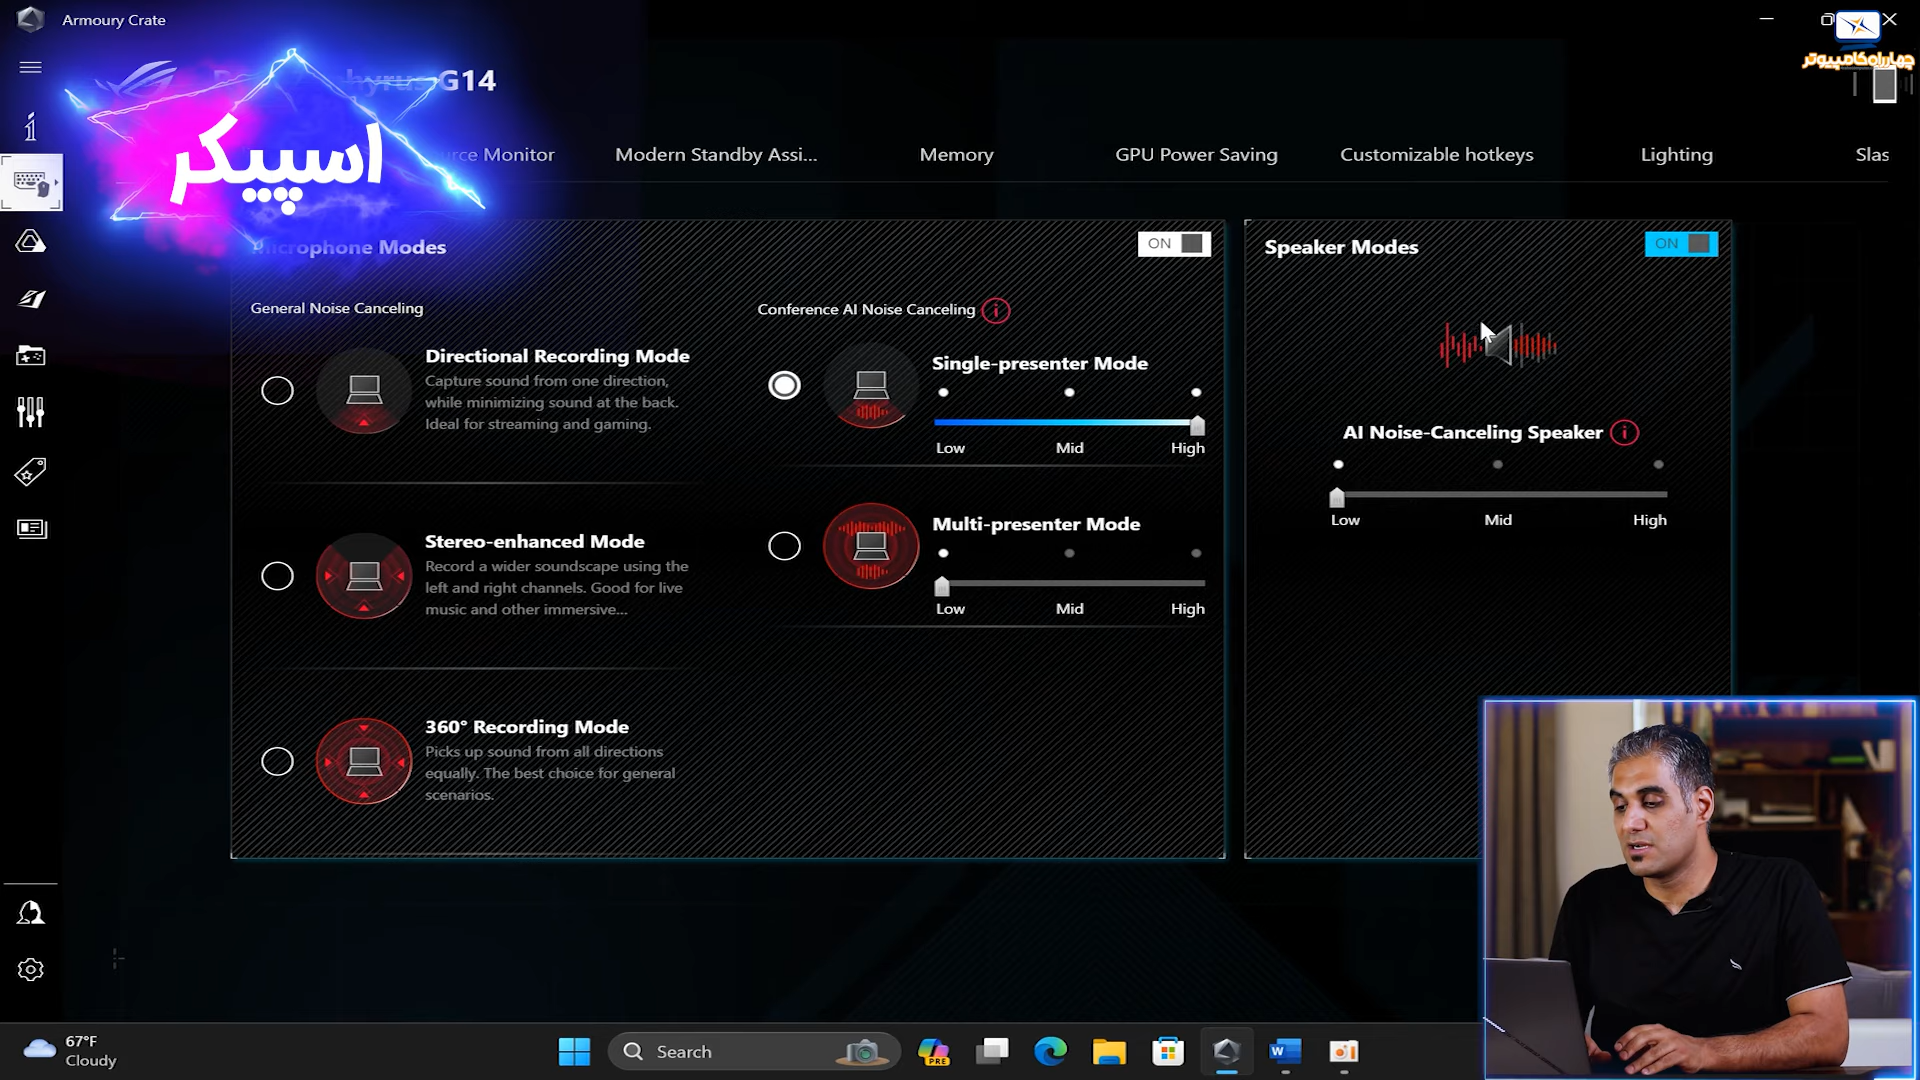 Armoury Crate
چهارراه کامپیوتر
G14
اسپیکر
Monitor
Modern Standby Assi...
Memory
GPU Power Saving
Customizable hotkeys
Lighting
Slas
Microphone Modes
ON
General Noise Canceling
Directional Recording Mode
Capture sound from one direction,
while minimizing sound at the back.
Ideal for streaming and gaming.
Stereo-enhanced Mode
Record a wider soundscape using the
left and right channels. Good for live
music and other immersive...
360° Recording Mode
Picks up sound from all directions
equally. The best choice for general
scenarios.
Conference AI Noise Canceling
Single-presenter Mode
Low Mid High
Multi-presenter Mode
Low Mid High
Speaker Modes
ON
AI Noise-Canceling Speaker
Low Mid High
67°F
Cloudy
Search
PRE